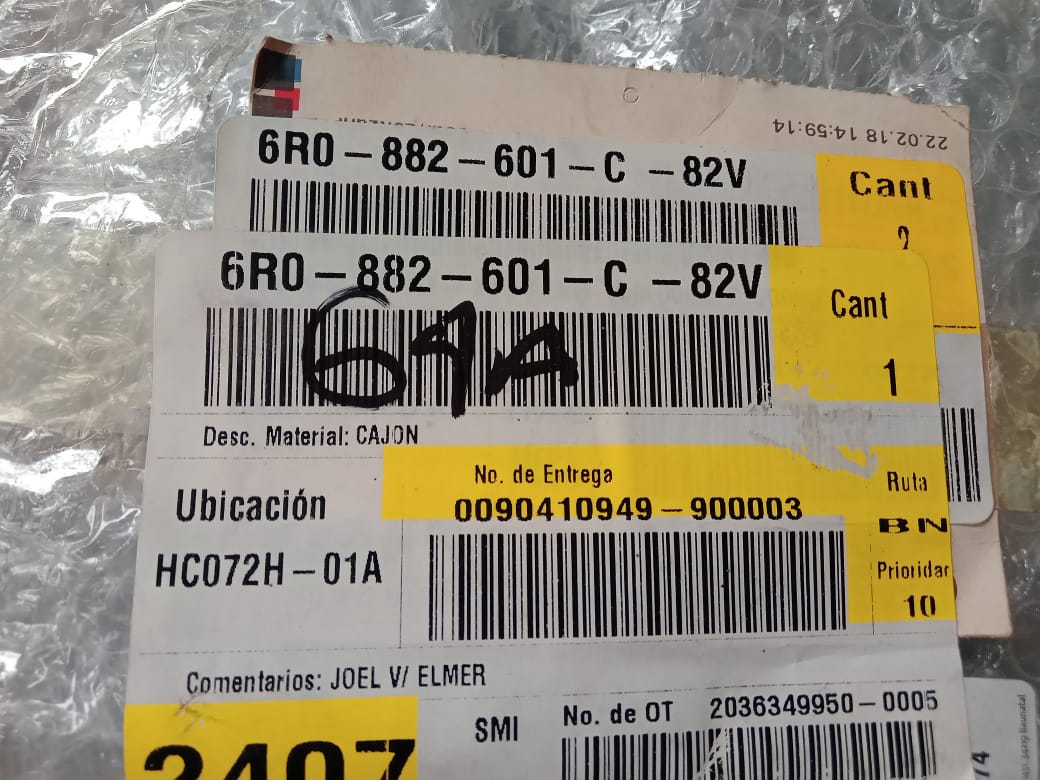 22.02.18 14:59:14
6R0-882-601-C -82V
Cant
2
6R0-882-601-C -82V
Cant
1
69A
Desc. Material: CAJON
No. de Entrega
0090410949-900003
Ruta
BN
Ubicación
HC072H-01A
Prioridad
10
Comentarios: JOEL V/ ELMER
SMI
No. de OT 2036349950-0005